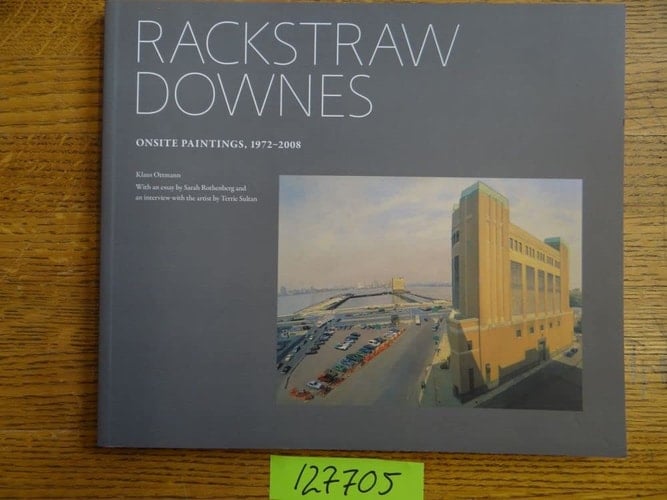 RACKSTRAW
DOWNES
ONSITE PAINTINGS, 1972–2008
Klaus Ottmann
With an essay by Sarah Rothenberg and
an interview with the artist by Terrie Sultan
127705